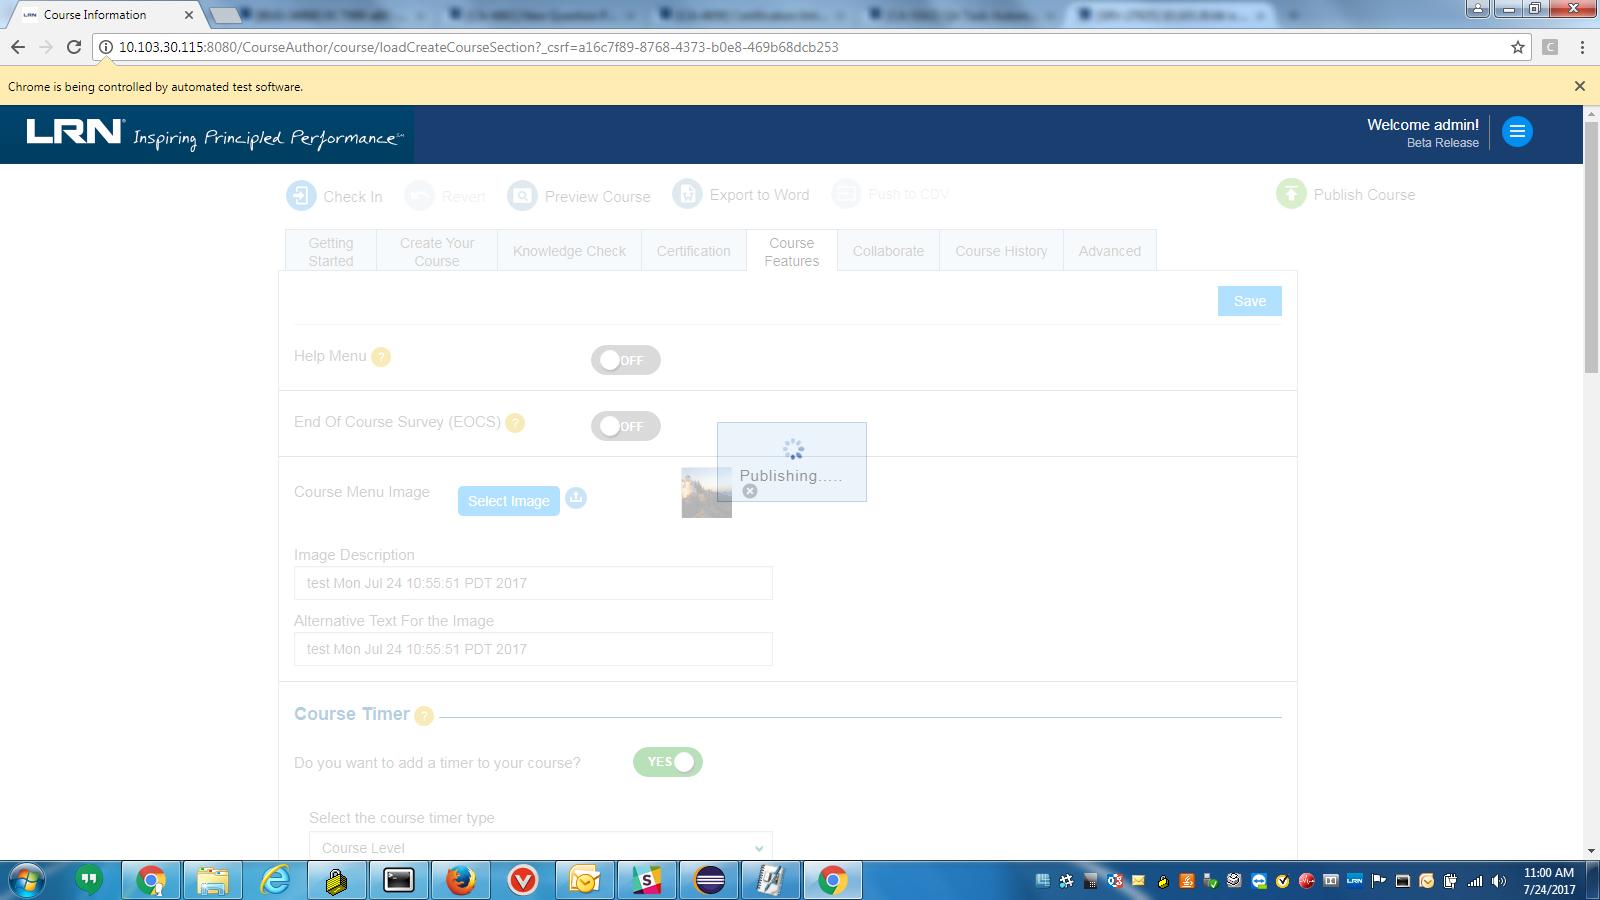 Course Information
10.103.30.115:8080/CourseAuthor/course/loadCreateCourseSection?_csrf=a16c7f89-8768-4373-b0e8-469b68dcb253
C
Chrome is being controlled by automated test software.
LRN Inspiring Principled Performance
Welcome admin!
Beta Release
Check In
Revert
Preview Course
Export to Word
Push to CDV
Publish Course
Getting Started
Create Your Course
Knowledge Check
Certification
Course Features
Collaborate
Course History
Advanced
Save
Help Menu ?
OFF
End Of Course Survey (EOCS) ?
OFF
Publishing.....
Course Menu Image
Select Image
Image Description
test Mon Jul 24 10:55:51 PDT 2017
Alternative Text For the Image
test Mon Jul 24 10:55:51 PDT 2017
Course Timer ?
Do you want to add a timer to your course?
YES
Select the course timer type
Course Level
11:00 AM
7/24/2017